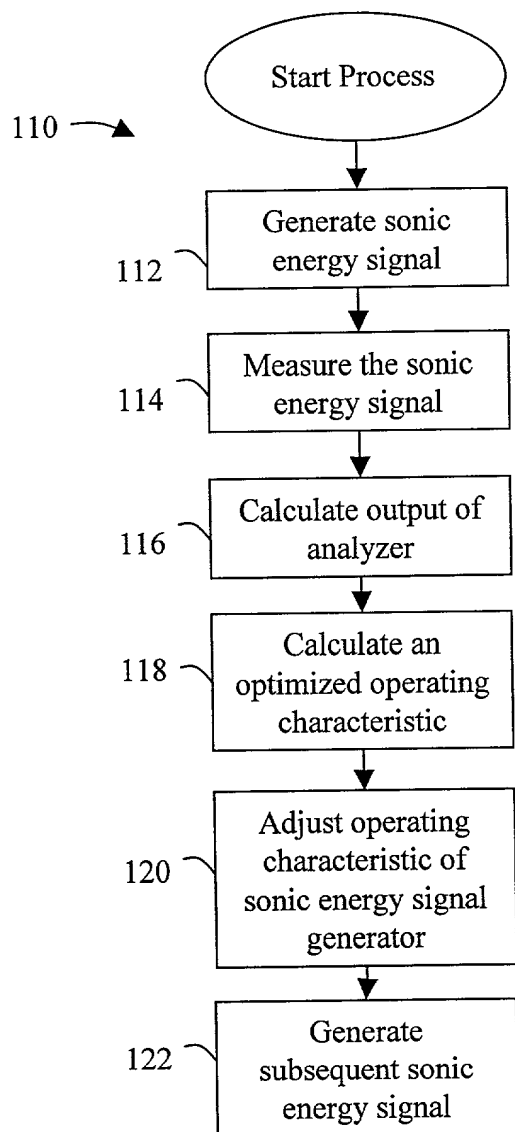 Start Process
110
Generate sonic
energy signal
112
Measure the sonic
energy signal
114
Calculate output of
analyzer
116
Calculate an
optimized operating
characteristic
118
Adjust operating
characteristic of
sonic energy signal
generator
120
Generate
subsequent sonic
energy signal
122